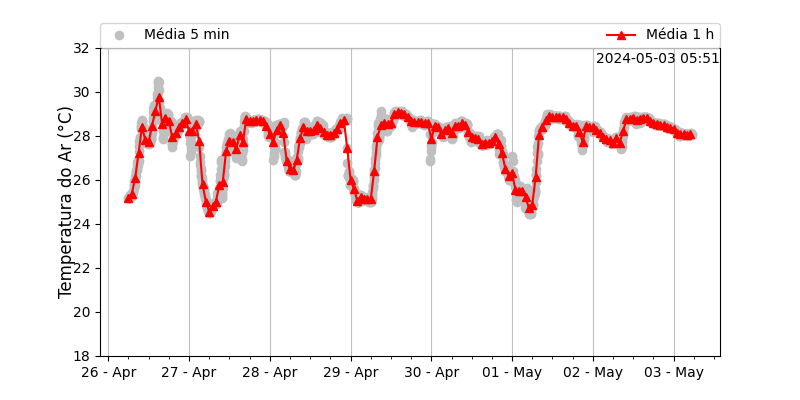 Média 5 min
Média 1 h
2024-05-03 05:51
Temperatura do Ar (°C)
32
30
28
26
24
22
20
18
26 - Apr
27 - Apr
28 - Apr
29 - Apr
30 - Apr
01 - May
02 - May
03 - May